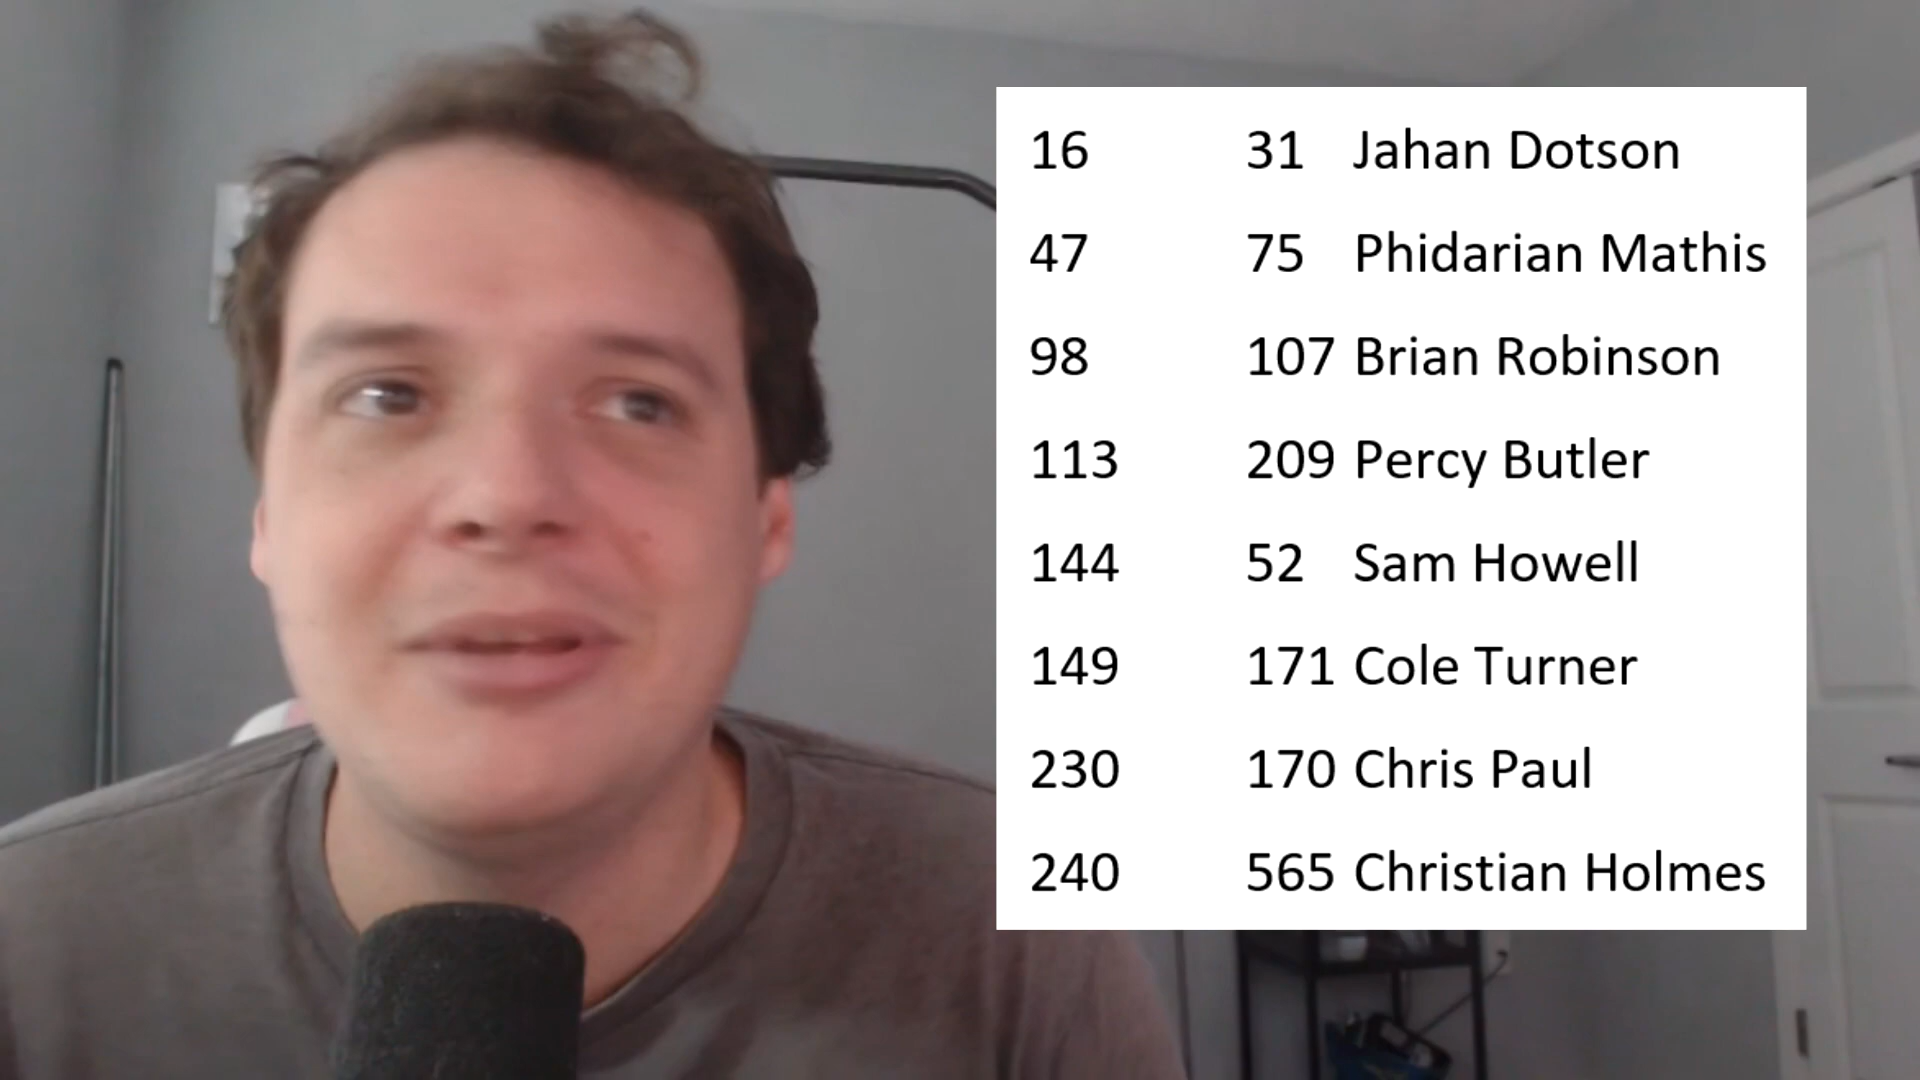 16 31 Jahan Dotson
47 75 Phidarian Mathis
98 107 Brian Robinson
113 209 Percy Butler
144 52 Sam Howell
149 171 Cole Turner
230 170 Chris Paul
240 565 Christian Holmes